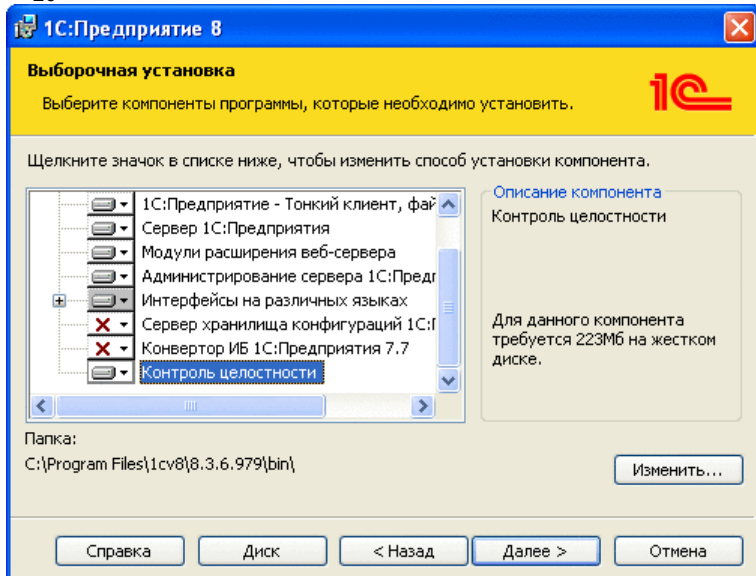 1С:Предприятие 8
Выборочная установка
Выберите компоненты программы, которые необходимо установить.
1С
Щелкните значок в списке ниже, чтобы изменить способ установки компонента.
1С:Предприятие - Тонкий клиент, фай
Сервер 1С:Предприятия
Модули расширения веб-сервера
Администрирование сервера 1С:Предг
Интерфейсы на различных языках
Сервер хранилища конфигураций 1С:Г
Конвертор ИБ 1С:Предприятия 7.7
Контроль целостности
Описание компонента
Контроль целостности
Для данного компонента
требуется 223Мб на жестком
диске.
Папка:
C:\Program Files\1cv8\8.3.6.979\bin\
Изменить...
Справка
Диск
< Назад
Далее >
Отмена